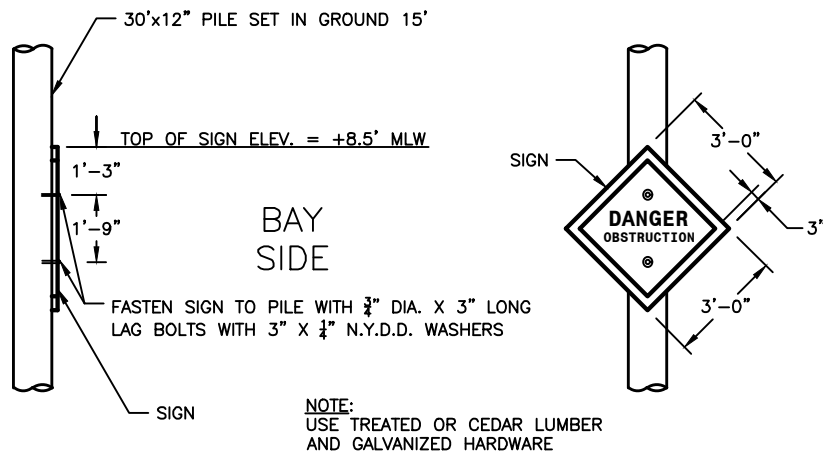 30'x12" PILE SET IN GROUND 15'
TOP OF SIGN ELEV. = +8.5' MLW
1'-3"
1'-9"
BAY
SIDE
FASTEN SIGN TO PILE WITH 3/4" DIA. X 3" LONG
LAG BOLTS WITH 3" X 1/4" N.Y.D.D. WASHERS
SIGN
NOTE:
USE TREATED OR CEDAR LUMBER
AND GALVANIZED HARDWARE
SIGN
3'-0"
DANGER
OBSTRUCTION
3"
3'-0"